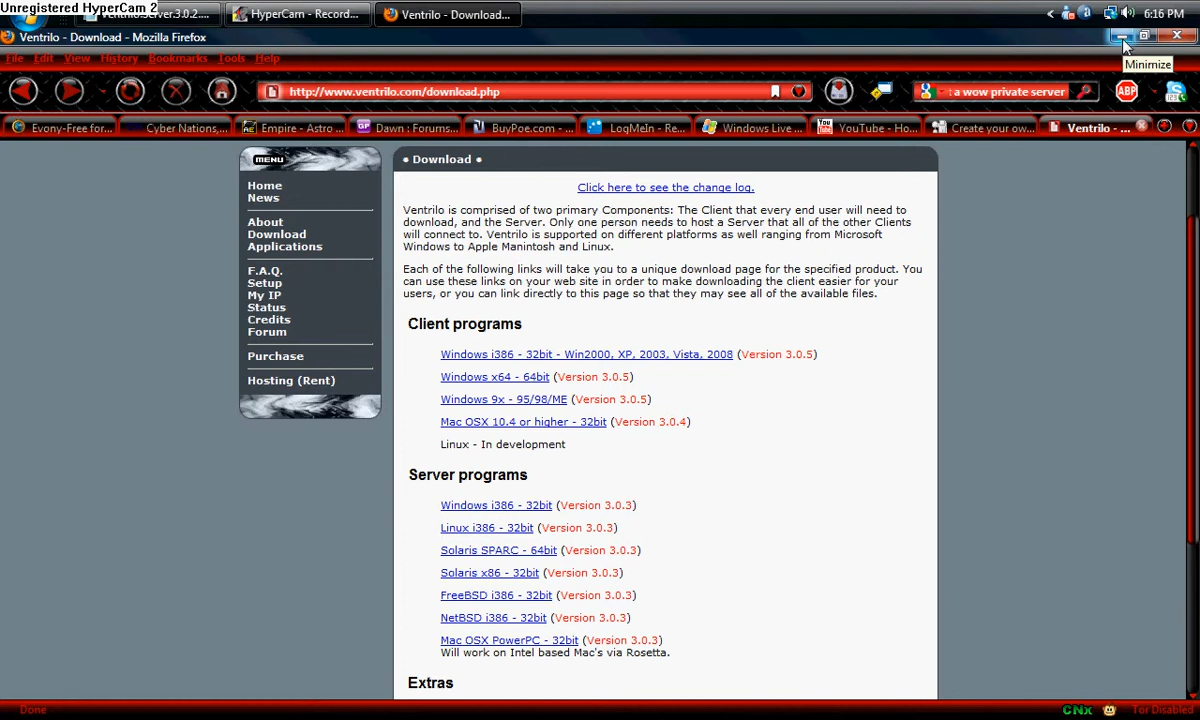 Unregistered HyperCam 2
Ventrilo.Server.3.0.2....
HyperCam - Record...
Ventrilo - Download...
6:16 PM
Ventrilo - Download - Mozilla Firefox
Minimize
File Edit View History Bookmarks Tools Help
http://www.ventrilo.com/download.php
t a wow private server
ABP
Evony-Free for...
Cyber Nations,...
Empire - Astro ...
Dawn : Forums...
BuyPoe.com - ...
LogMeIn - Re...
Windows Live ...
YouTube - Ho...
Create your ow...
Ventrilo - ...
MENU
Home
News
About
Download
Applications
F.A.Q.
Setup
My IP
Status
Credits
Forum
Purchase
Hosting (Rent)
• Download •
Click here to see the change log.
Ventrilo is comprised of two primary Components: The Client that every end user will need to
download, and the Server. Only one person needs to host a Server that all of the other Clients
will connect to. Ventrilo is supported on different platforms as well ranging from Microsoft
Windows to Apple Manintosh and Linux.
Each of the following links will take you to a unique download page for the specified product. You
can use these links on your web site in order to make downloading the client easier for your
users, or you can link directly to this page so that they may see all of the available files.
Client programs
Windows i386 - 32bit - Win2000, XP, 2003, Vista, 2008 (Version 3.0.5)
Windows x64 - 64bit (Version 3.0.5)
Windows 9x - 95/98/ME (Version 3.0.5)
Mac OSX 10.4 or higher - 32bit (Version 3.0.4)
Linux - In development
Server programs
Windows i386 - 32bit (Version 3.0.3)
Linux i386 - 32bit (Version 3.0.3)
Solaris SPARC - 64bit (Version 3.0.3)
Solaris x86 - 32bit (Version 3.0.3)
FreeBSD i386 - 32bit (Version 3.0.3)
NetBSD i386 - 32bit (Version 3.0.3)
Mac OSX PowerPC - 32bit (Version 3.0.3)
Will work on Intel based Mac's via Rosetta.
Extras
Done
CNx
Tor Disabled